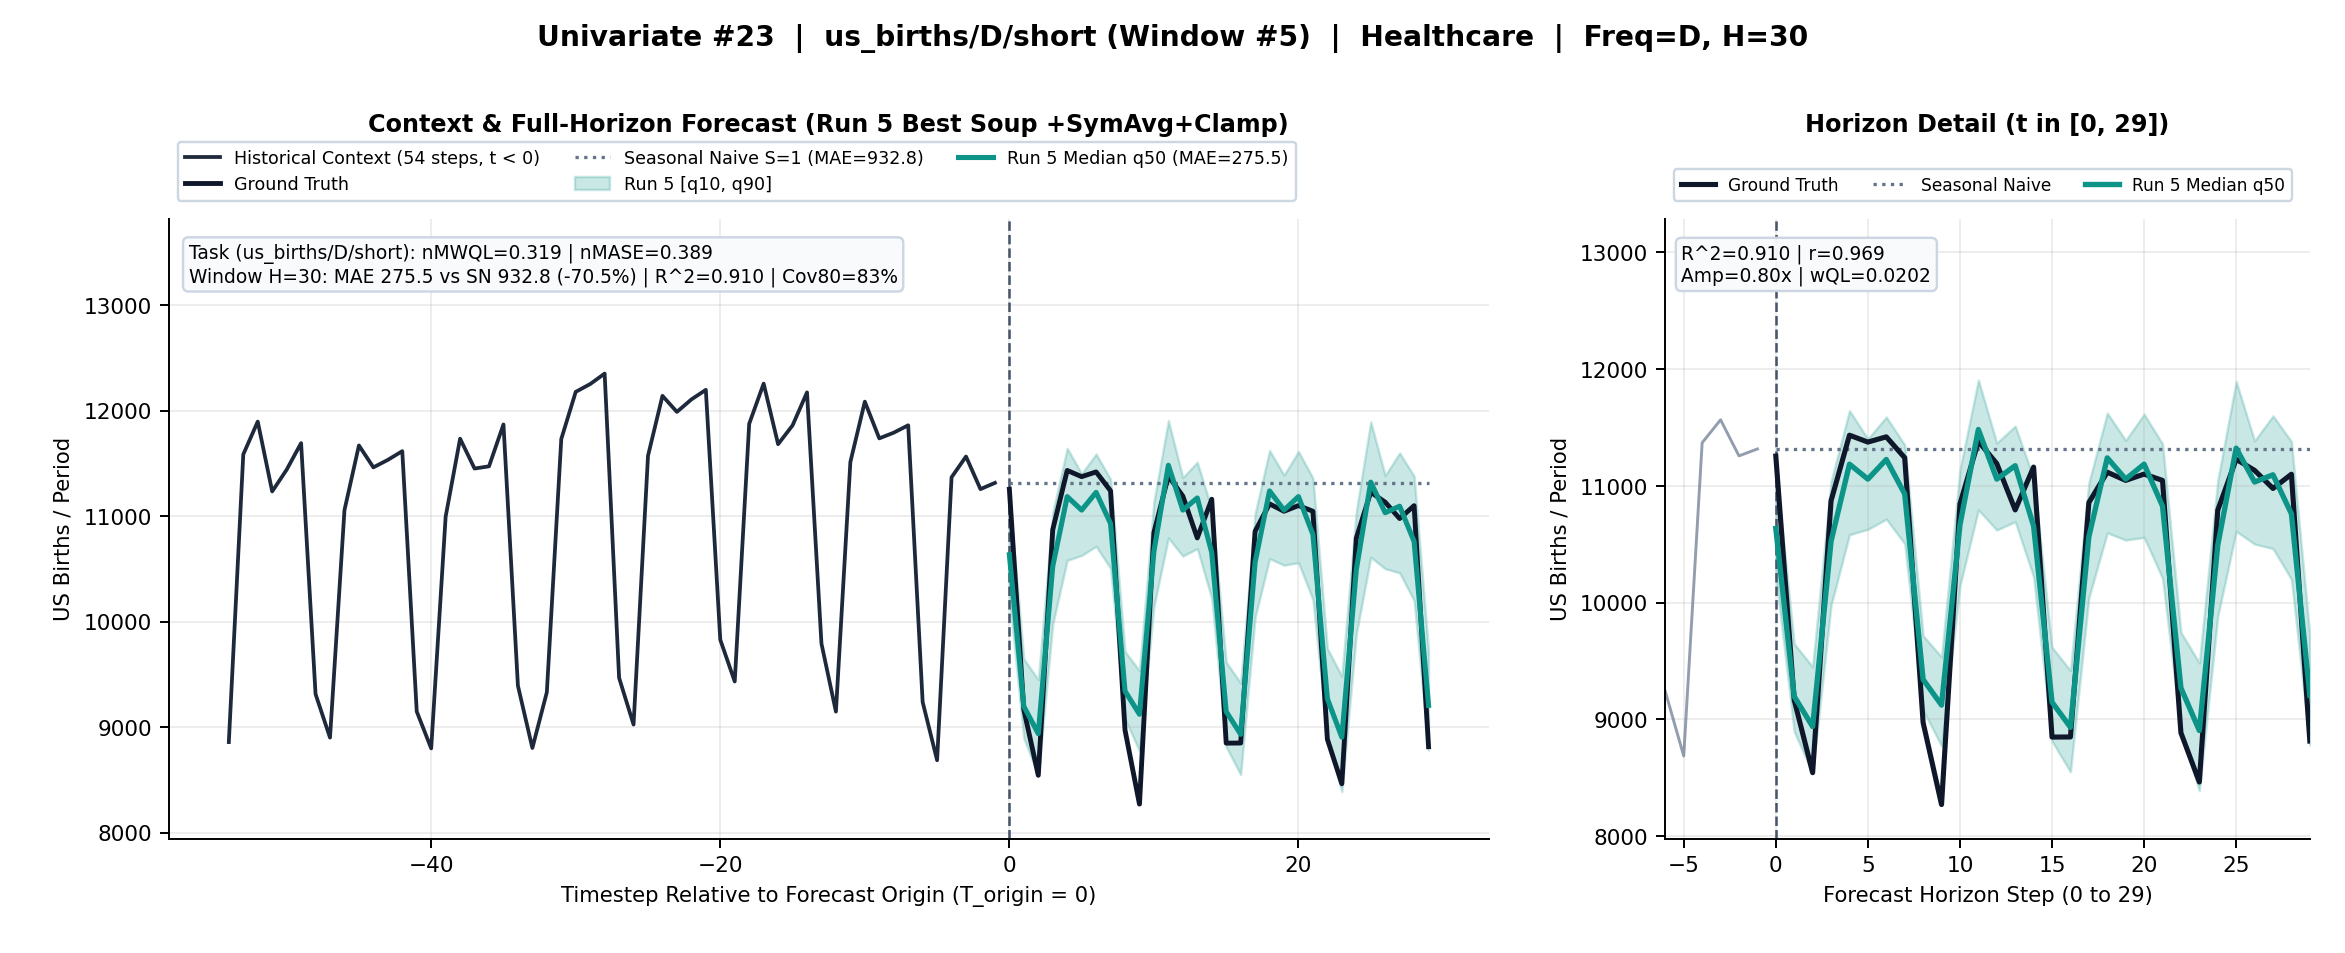 Univariate #23 | us_births/D/short (Window #5) | Healthcare | Freq=D, H=30
Context & Full-Horizon Forecast (Run 5 Best Soup +SymAvg+Clamp)
Historical Context (54 steps, t < 0)
Ground Truth
Seasonal Naive S=1 (MAE=932.8)
Run 5 [q10, q90]
Run 5 Median q50 (MAE=275.5)
Task (us_births/D/short): nMWQL=0.319 | nMASE=0.389
Window H=30: MAE 275.5 vs SN 932.8 (-70.5%) | R^2=0.910 | Cov80=83%
US Births / Period
13000
12000
11000
10000
9000
8000
−40
−20
0
20
Timestep Relative to Forecast Origin (T_origin = 0)
Horizon Detail (t in [0, 29])
Ground Truth
Seasonal Naive
Run 5 Median q50
R^2=0.910 | r=0.969
Amp=0.80x | wQL=0.0202
US Births / Period
13000
12000
11000
10000
9000
8000
−5
0
5
10
15
20
25
Forecast Horizon Step (0 to 29)